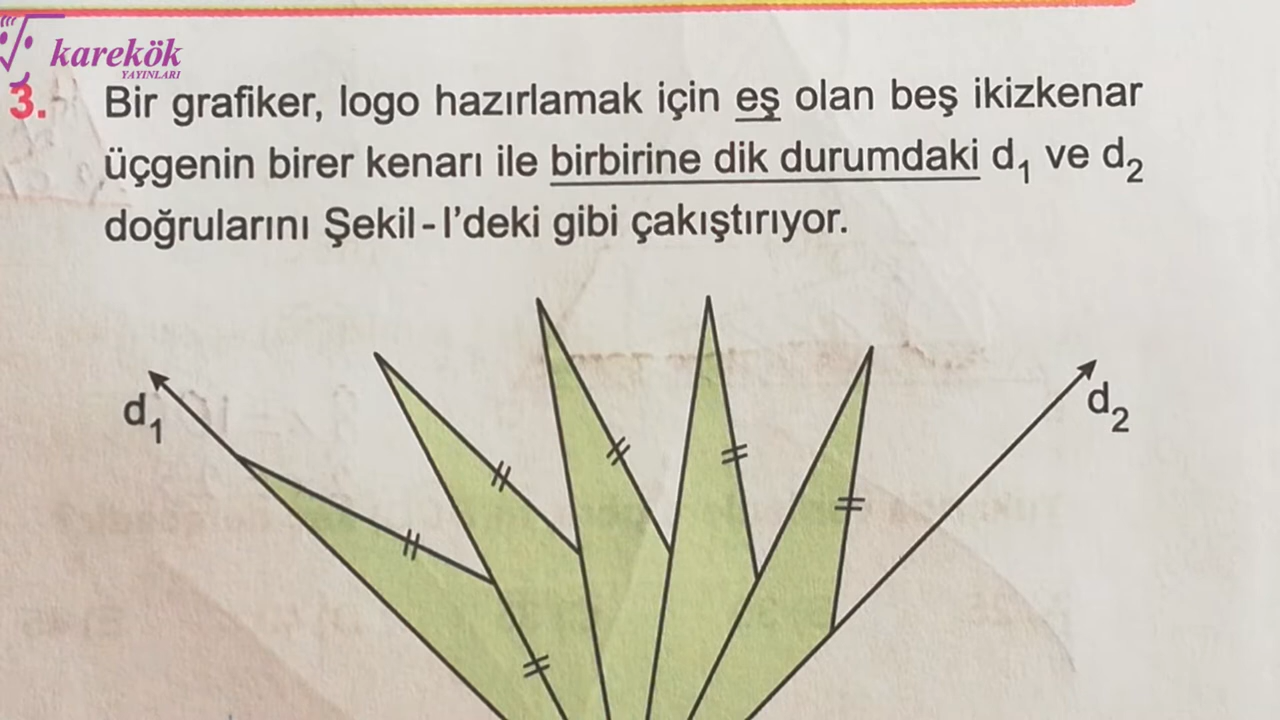 karekök
YAYINLARI
3. Bir grafiker, logo hazırlamak için eş olan beş ikizkenar
üçgenin birer kenarı ile birbirine dik durumdaki d₁ ve d₂
doğrularını Şekil-I'deki gibi çakıştırıyor.
d₁
d₂